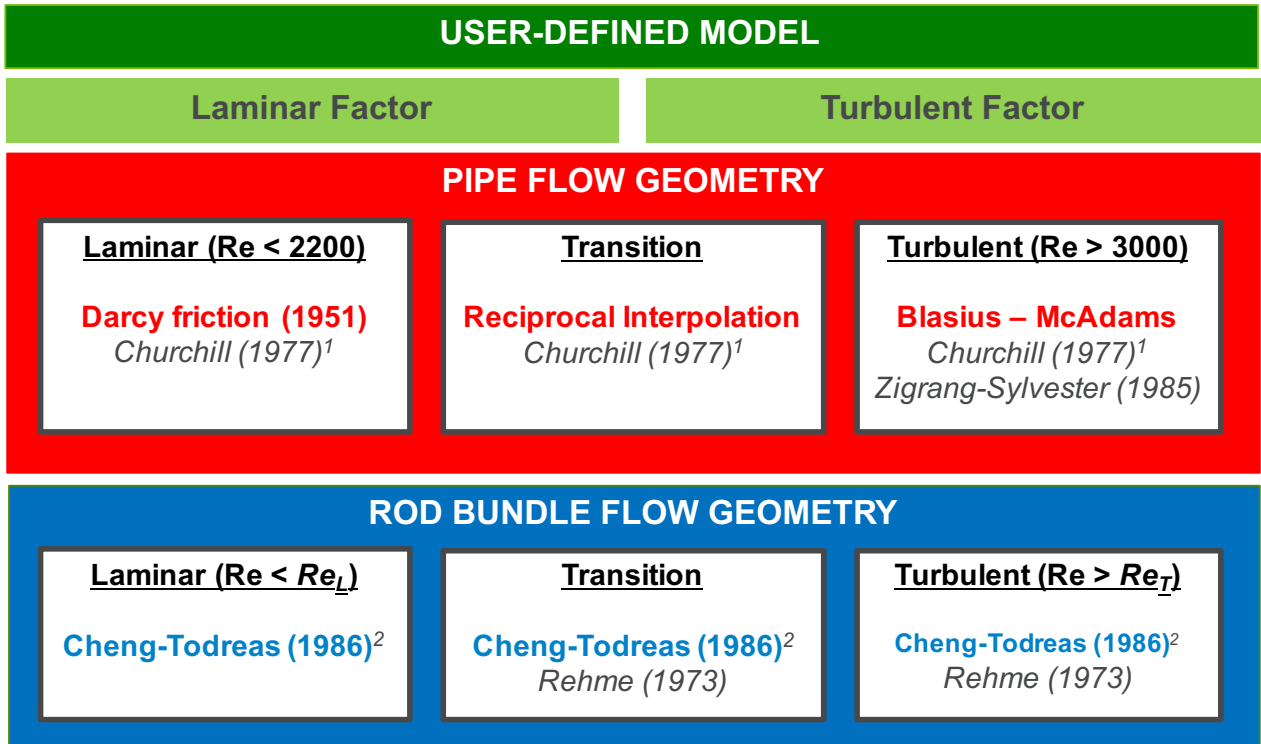 USER-DEFINED MODEL
Laminar Factor
Turbulent Factor
PIPE FLOW GEOMETRY
Laminar (Re < 2200)
Darcy friction (1951)
Churchill (1977)¹
Transition
Reciprocal Interpolation
Churchill (1977)¹
Turbulent (Re > 3000)
Blasius – McAdams
Churchill (1977)¹
Zigrang-Sylvester (1985)
ROD BUNDLE FLOW GEOMETRY
Laminar (Re < Re_L)
Cheng-Todreas (1986)²
Transition
Cheng-Todreas (1986)²
Rehme (1973)
Turbulent (Re > Re_T)
Cheng-Todreas (1986)²
Rehme (1973)